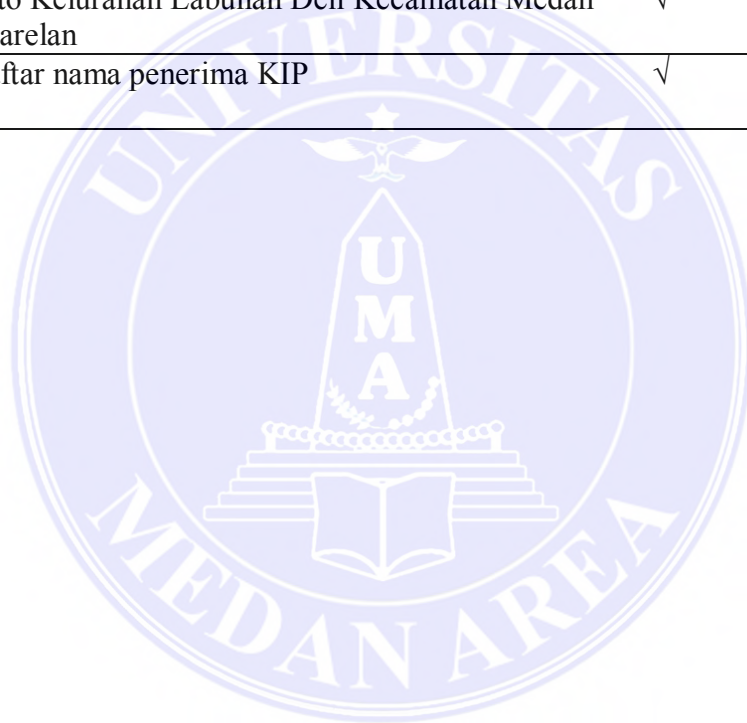 to Kelurahan Labuhan Deli Kecamatan Medan √
arelan
ftar nama penerima KIP √
UNIVERSITAS
UMA
MEDAN AREA